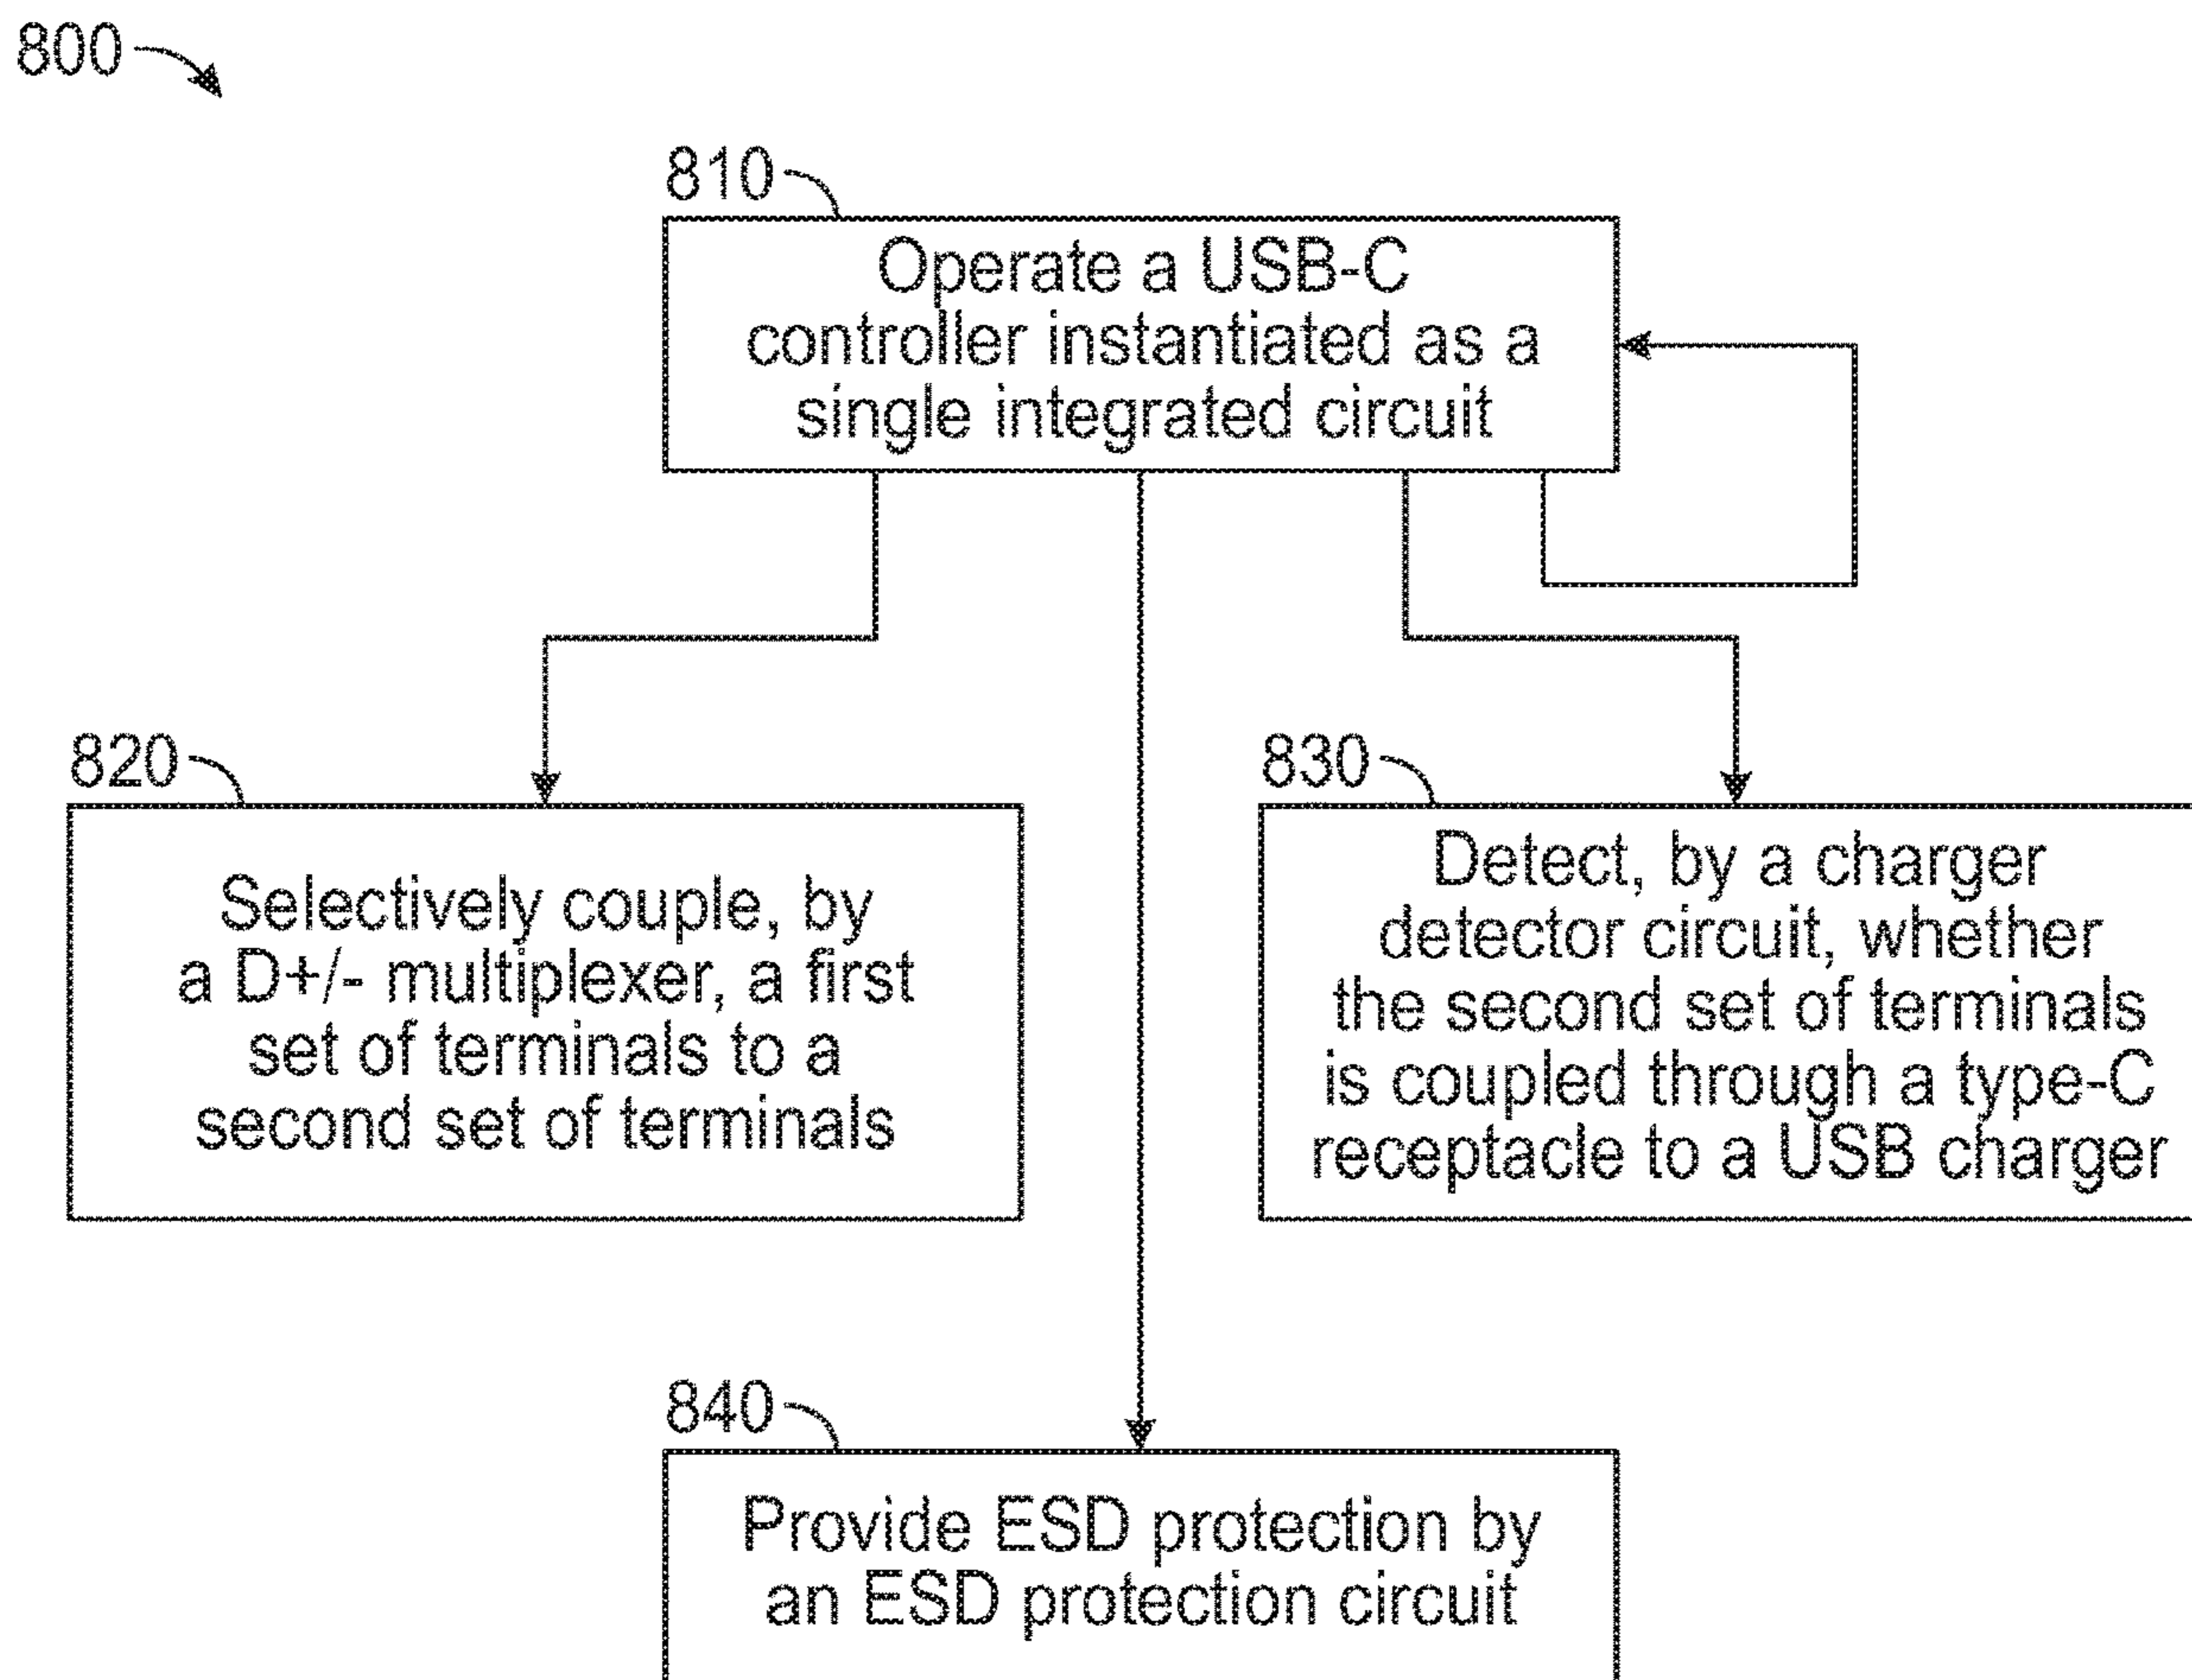 800
810
Operate a USB-C
controller instantiated as a
single integrated circuit
820
Selectively couple, by
a D+/- multiplexer, a first
set of terminals to a
second set of terminals
830
Detect, by a charger
detector circuit, whether
the second set of terminals
is coupled through a type-C
receptacle to a USB charger
840
Provide ESD protection by
an ESD protection circuit